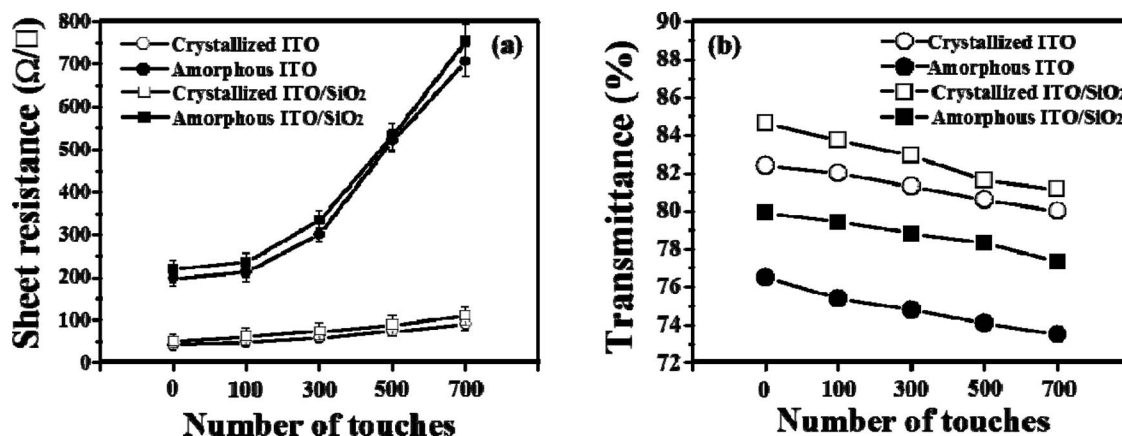 800
700
600
500
400
300
200
100
0
Sheet resistance (Ω/□)
(a)
Crystallized ITO
Amorphous ITO
Crystallized ITO/SiO₂
Amorphous ITO/SiO₂
0 100 300 500 700
Number of touches
90
88
86
84
82
80
78
76
74
72
Transmittance (%)
(b)
Crystallized ITO
Amorphous ITO
Crystallized ITO/SiO₂
Amorphous ITO/SiO₂
0 100 300 500 700
Number of touches